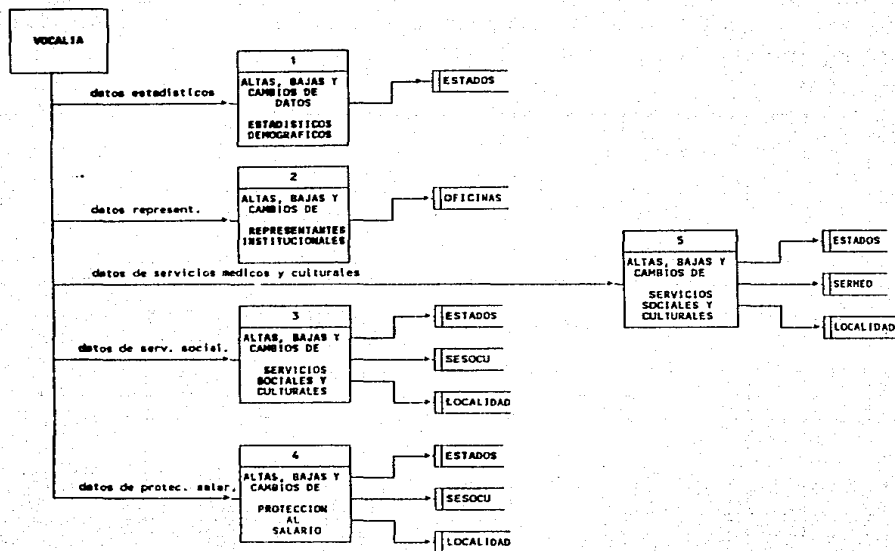 VOCALIA
datos estadisticos
1
ALTAS, BAJAS Y
CAMBIOS DE
DATOS
ESTADISTICOS
DEMOGRAFICOS
ESTADOS
datos represent.
2
ALTAS, BAJAS Y
CAMBIOS DE
REPRESENTANTES
INSTITUCIONALES
OFICINAS
datos de servicios medicos y culturales
5
ALTAS, BAJAS Y
CAMBIOS DE
SERVICIOS
SOCIALES Y
CULTURALES
ESTADOS
SERMED
LOCALIDAD
datos de serv. social.
3
ALTAS, BAJAS Y
CAMBIOS DE
SERVICIOS
SOCIALES Y
CULTURALES
ESTADOS
SESOCU
LOCALIDAD
datos de protec. salar.
4
ALTAS, BAJAS Y
CAMBIOS DE
PROTECCION
AL
SALARIO
ESTADOS
SESOCU
LOCALIDAD